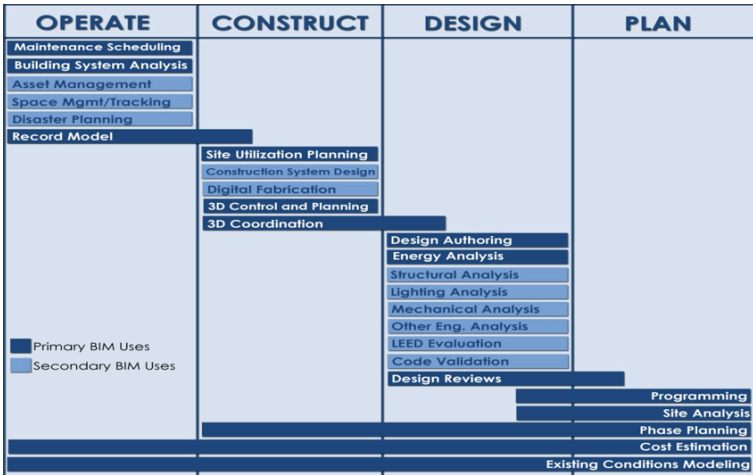 OPERATE CONSTRUCT DESIGN PLAN
Maintenance Scheduling
Building System Analysis
Asset Management
Space Mgmt/Tracking
Disaster Planning
Record Model
Site Utilization Planning
Construction System Design
Digital Fabrication
3D Control and Planning
3D Coordination
Design Authoring
Energy Analysis
Structural Analysis
Lighting Analysis
Mechanical Analysis
Other Eng. Analysis
LEED Evaluation
Code Validation
Design Reviews
Primary BIM Uses
Secondary BIM Uses
Programming
Site Analysis
Phase Planning
Cost Estimation
Existing Conditions Modeling